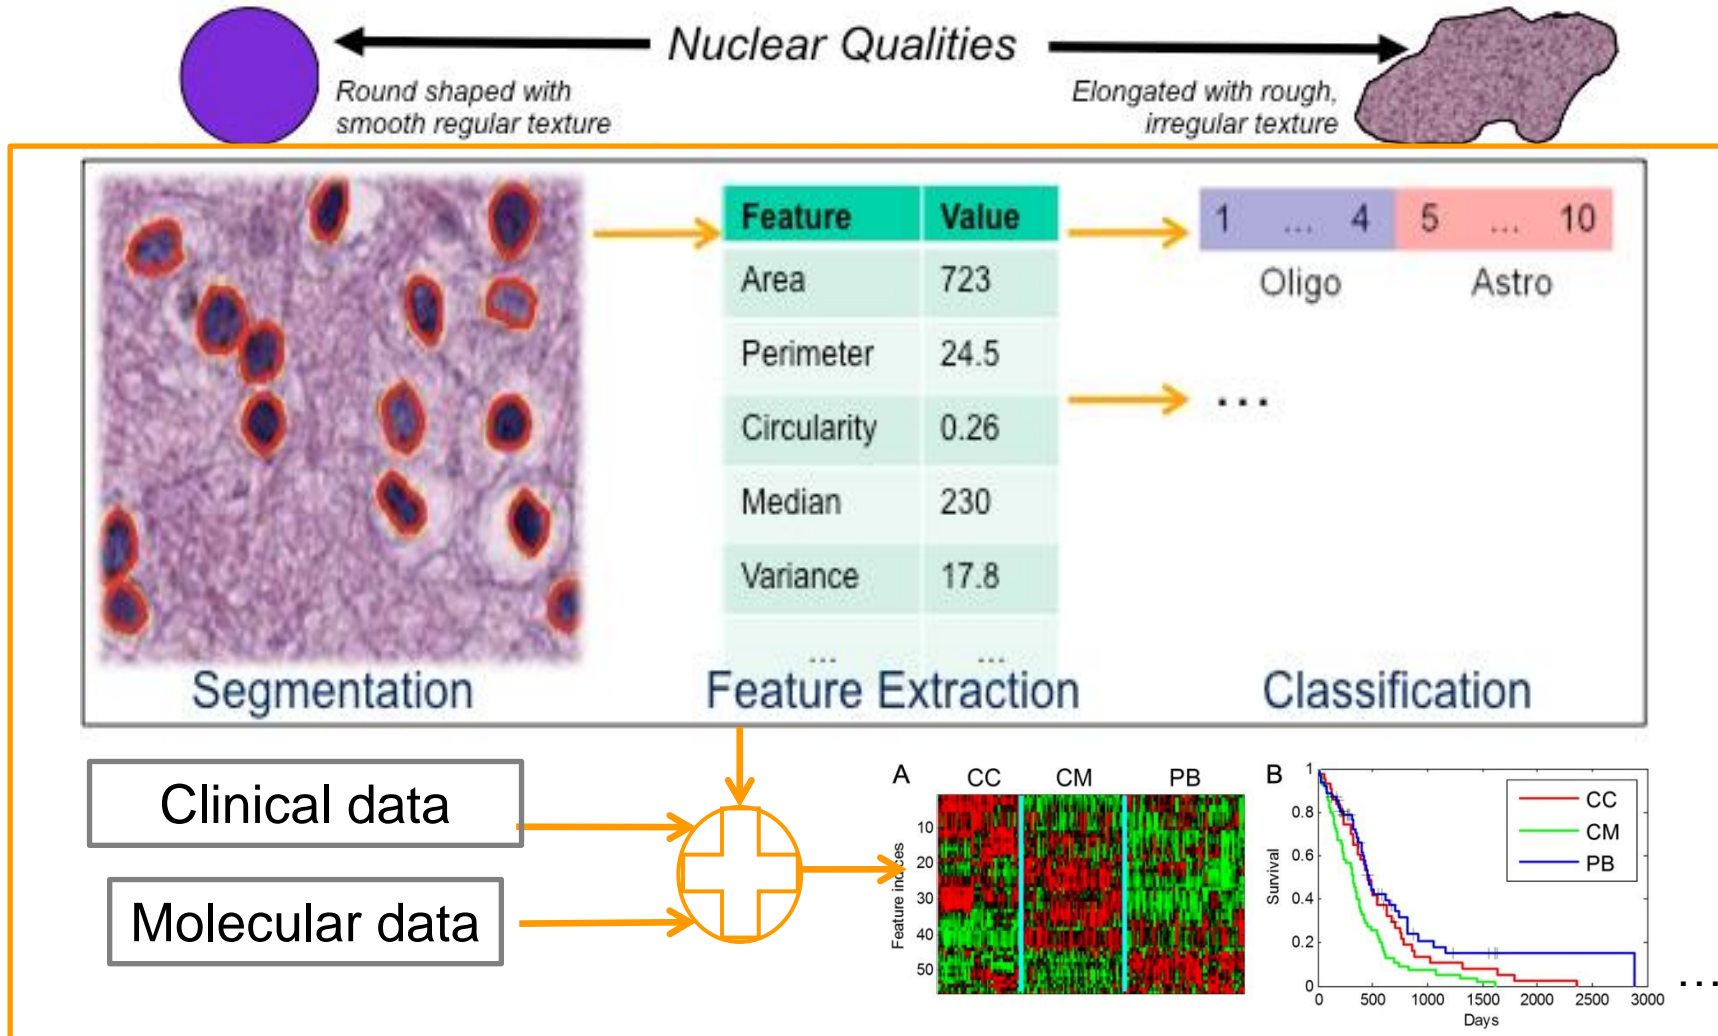 Nuclear Qualities
Round shaped with
smooth regular texture
Elongated with rough,
irregular texture
Feature Value
Area 723
Perimeter 24.5
Circularity 0.26
Median 230
Variance 17.8
... ...
1 ... 4 5 ... 10
Oligo Astro
...
Segmentation
Feature Extraction
Classification
Clinical data
Molecular data
A
CC CM PB
10
20
30
40
50
Feature indices
B
1
0.8
0.6
0.4
0.2
0
Survival
CC
CM
PB
0 500 1000 1500 2000 2500 3000
Days
...